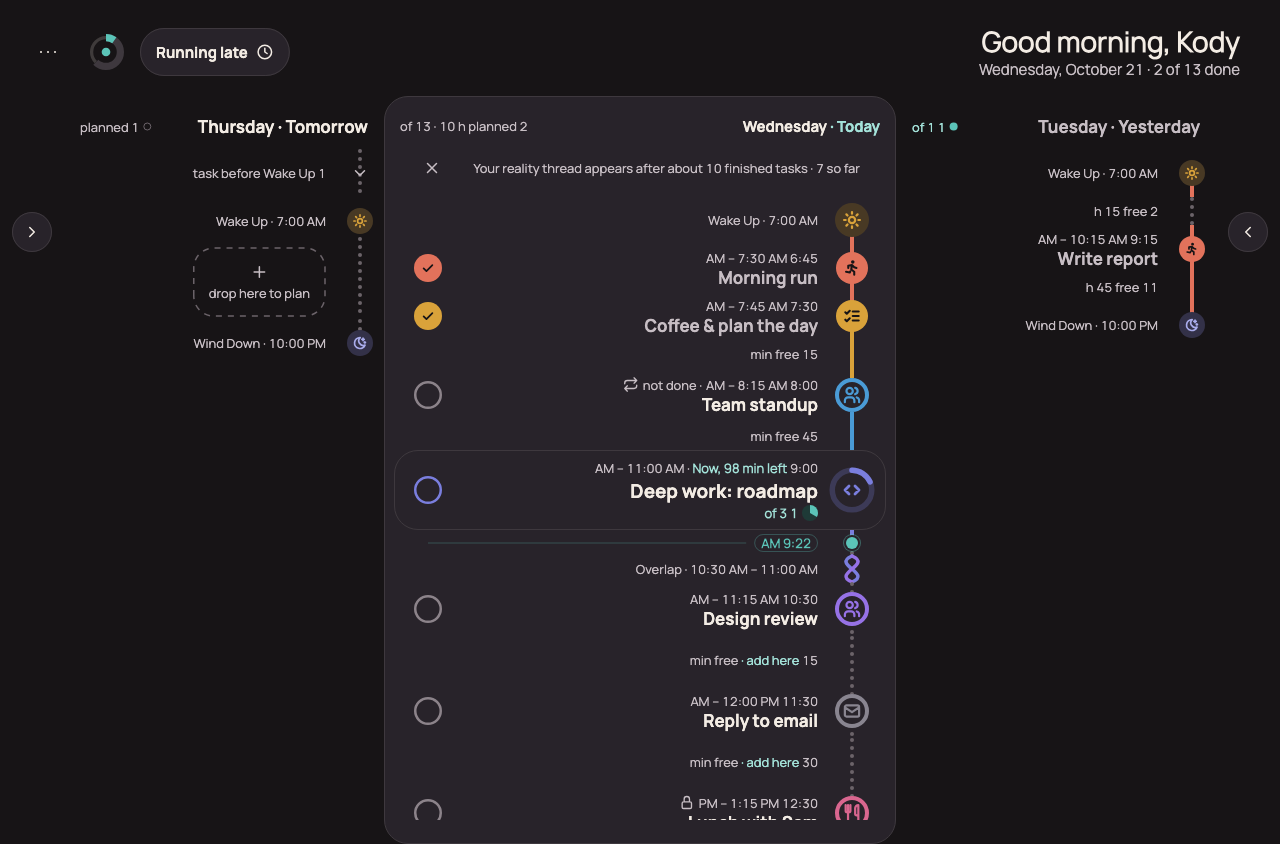 Running late
Good morning, Kody
Wednesday, October 21 · 2 of 13 done
planned 1
Thursday · Tomorrow
task before Wake Up 1
Wake Up · 7:00 AM
drop here to plan
Wind Down · 10:00 PM
of 13 · 10 h planned 2
Wednesday · Today
Your reality thread appears after about 10 finished tasks · 7 so far
Wake Up · 7:00 AM
AM – 7:30 AM 6:45
Morning run
AM – 7:45 AM 7:30
Coffee & plan the day
min free 15
not done · AM – 8:15 AM 8:00
Team standup
min free 45
AM – 11:00 AM · Now, 98 min left 9:00
Deep work: roadmap
of 3 1
AM 9:22
Overlap · 10:30 AM – 11:00 AM
AM – 11:15 AM 10:30
Design review
min free · add here 15
AM – 12:00 PM 11:30
Reply to email
min free · add here 30
PM – 1:15 PM 12:30
of 1 1
Tuesday · Yesterday
Wake Up · 7:00 AM
h 15 free 2
AM – 10:15 AM 9:15
Write report
h 45 free 11
Wind Down · 10:00 PM